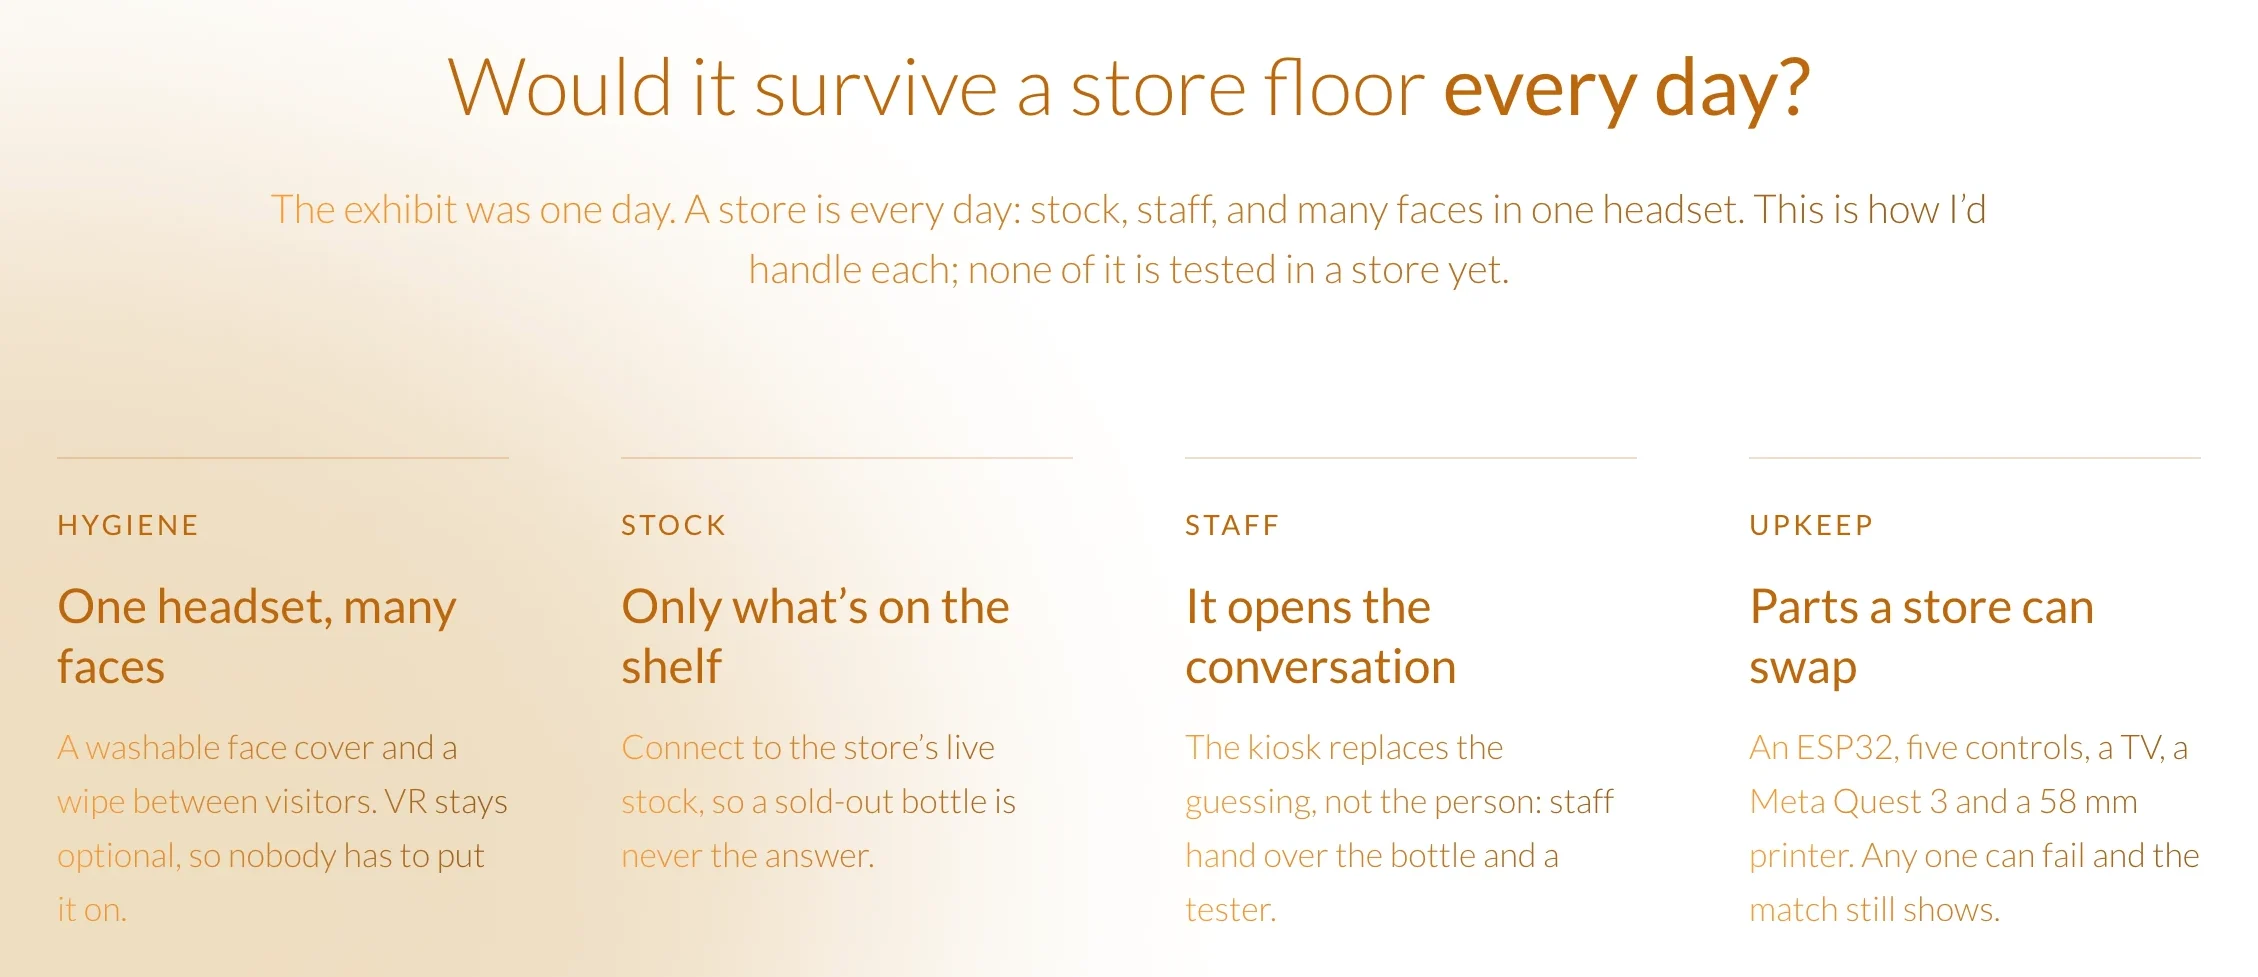 Would it survive a store floor every day?
The exhibit was one day. A store is every day: stock, staff, and many faces in one headset. This is how I’d
handle each; none of it is tested in a store yet.
HYGIENE
One headset, many
faces
A washable face cover and a
wipe between visitors. VR stays
optional, so nobody has to put
it on.
STOCK
Only what’s on the
shelf
Connect to the store’s live
stock, so a sold-out bottle is
never the answer.
STAFF
It opens the
conversation
The kiosk replaces the
guessing, not the person: staff
hand over the bottle and a
tester.
UPKEEP
Parts a store can
swap
An ESP32, five controls, a TV, a
Meta Quest 3 and a 58 mm
printer. Any one can fail and the
match still shows.